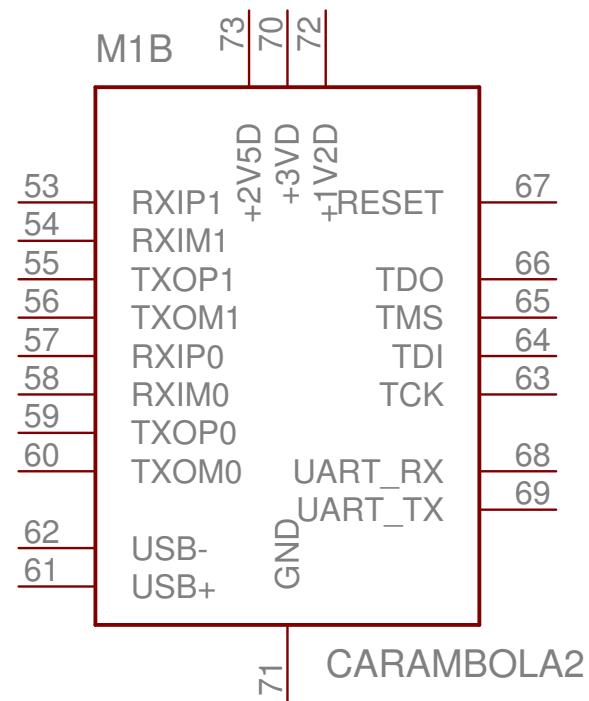 M1B
73 70 72
+2V5D +3VD +1V2D
53 RXIP1 RESET 67
54 RXIM1
55 TXOP1 TDO 66
56 TXOM1 TMS 65
57 RXIP0 TDI 64
58 RXIM0 TCK 63
59 TXOP0
60 TXOM0 UART_RX 68
UART_TX 69
62 USB-
61 USB+
GND
71
CARAMBOLA2